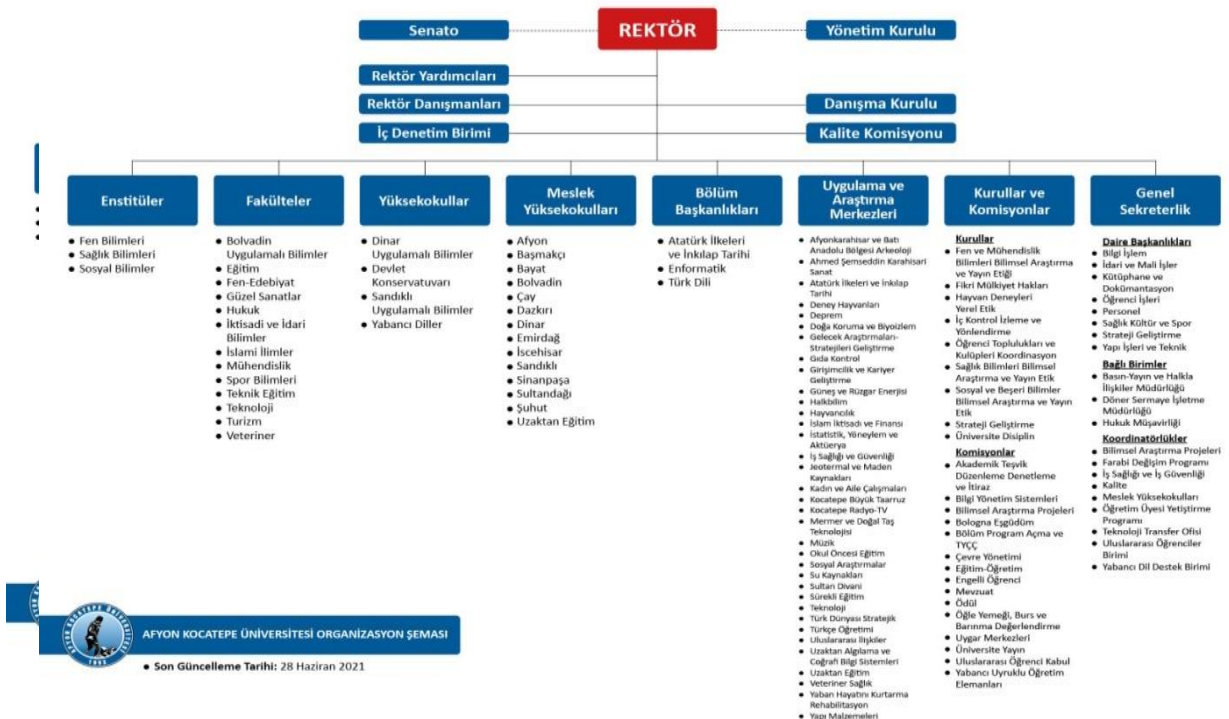 Senato
REKTÖR
Yönetim Kurulu
Rektör Yardımcıları
Rektör Danışmanları
Danışma Kurulu
İç Denetim Birimi
Kalite Komisyonu
Enstitüler
• Fen Bilimleri
• Sağlık Bilimleri
• Sosyal Bilimler
Fakülteler
• Bolvadin
Uygulamalı Bilimler
• Eğitim
• Fen-Edebiyat
• Güzel Sanatlar
• Hukuk
• İktisadi ve İdari
Bilimler
• İslami İlimler
• Mühendislik
• Spor Bilimleri
• Teknik Eğitim
• Teknoloji
• Turizm
• Veteriner
Yüksekokullar
• Dinar
Uygulamalı Bilimler
• Devlet
Konservatuvarı
• Sandıklı
Uygulamalı Bilimler
• Yabancı Diller
Meslek
Yüksekokulları
• Afyon
• Başmakçı
• Bayat
• Bolvadin
• Çay
• Dazkırı
• Dinar
• Emirdağ
• İscehisar
• Sandıklı
• Sinanpaşa
• Sultandağı
• Şuhut
• Uzaktan Eğitim
Bölüm
Başkanlıkları
• Atatürk İlkeleri
ve İnkılap Tarihi
• Enformatik
• Türk Dili
Uygulama ve
Araştırma
Merkezleri
• Afyonkarahisar ve Batı
Anadolu Bölgesi Arkeoloji
• Ahmed Şemseddin Karahisari
Sanat
• Atatürk İlkeleri ve İnkılap
Tarihi
• Deney Hayvanları
• Deprem
• Doğa Koruma ve Biyoizlem
• Gelecek Araştırmaları-
Stratejileri Geliştirme
• Gıda Kontrol
• Girişimcilik ve Kariyer
Geliştirme
• Güneş ve Rüzgar Enerjisi
• Halkbilim
• Hayvancılık
• İslam İktisadı ve Finansı
• İstatistik, Yöneylem ve
Aktüerya
• İş Sağlığı ve Güvenliği
• Jeotermal ve Maden
Kaynakları
• Kadın ve Aile Çalışmaları
• Kocatepe Büyük Taarruz
• Kocatepe Radyo-TV
• Mermer ve Doğal Taş
Teknolojisi
• Müzik
• Okul Öncesi Eğitim
• Sosyal Araştırmalar
• Su Kaynakları
• Sultan Divani
• Sürekli Eğitim
• Teknoloji
• Türk Dünyası Stratejik
• Türkçe Öğretimi
• Uluslararası İlişkiler
• Uzaktan Algılama ve
Coğrafi Bilgi Sistemleri
• Uzaktan Eğitim
• Veteriner Sağlık
• Yaban Hayatını Kurtarma
Rehabilitasyon
• Yapı Malzemeleri
Kurullar ve
Komisyonlar
Kurullar
• Fen ve Mühendislik
Bilimleri Bilimsel Araştırma
ve Yayın Etiği
• Fikri Mülkiyet Hakları
• Hayvan Deneyleri
Yerel Etik
• İç Kontrol İzleme ve
Yönlendirme
• Öğrenci Toplulukları ve
Kulüpleri Koordinasyon
• Sağlık Bilimleri Bilimsel
Araştırma ve Yayın Etik
• Sosyal ve Beşeri Bilimler
Bilimsel Araştırma ve Yayın
Etik
• Strateji Geliştirme
• Üniversite Disiplin
Komisyonlar
• Akademik Teşvik
Düzenleme Denetleme
ve İtiraz
• Bilgi Yönetim Sistemleri
• Bilimsel Araştırma Projeleri
• Bologna Eşgüdüm
• Bölüm Program Açma ve
TYÇÇ
• Çevre Yönetimi
• Eğitim-Öğretim
• Engelli Öğrenci
• Mevzuat
• Ödül
• Öğle Yemeği, Burs ve
Barınma Değerlendirme
• Uygar Merkezleri
• Üniversite Yayın
• Uluslararası Öğrenci Kabul
• Yabancı Uyruklu Öğretim
Elemanları
Genel
Sekreterlik
Daire Başkanlıkları
• Bilgi İşlem
• İdari ve Mali İşler
• Kütüphane ve
Dokümantasyon
• Öğrenci İşleri
• Personel
• Sağlık Kültür ve Spor
• Strateji Geliştirme
• Yapı İşleri ve Teknik
Bağlı Birimler
• Basın-Yayın ve Halkla
İlişkiler Müdürlüğü
• Döner Sermaye İşletme
Müdürlüğü
• Hukuk Müşavirliği
Koordinatörlükler
• Bilimsel Araştırma Projeleri
• Farabi Değişim Programı
• İş Sağlığı ve İş Güvenliği
• Kalite
• Meslek Yüksekokulları
• Öğretim Üyesi Yetiştirme
Programı
• Teknoloji Transfer Ofisi
• Uluslararası Öğrenciler
Birimi
• Yabancı Dil Destek Birimi
AFYON KOCATEPE ÜNİVERSİTESİ
1992
AFYON KOCATEPE ÜNİVERSİTESİ ORGANİZASYON ŞEMASI
• Son Güncelleme Tarihi: 28 Haziran 2021